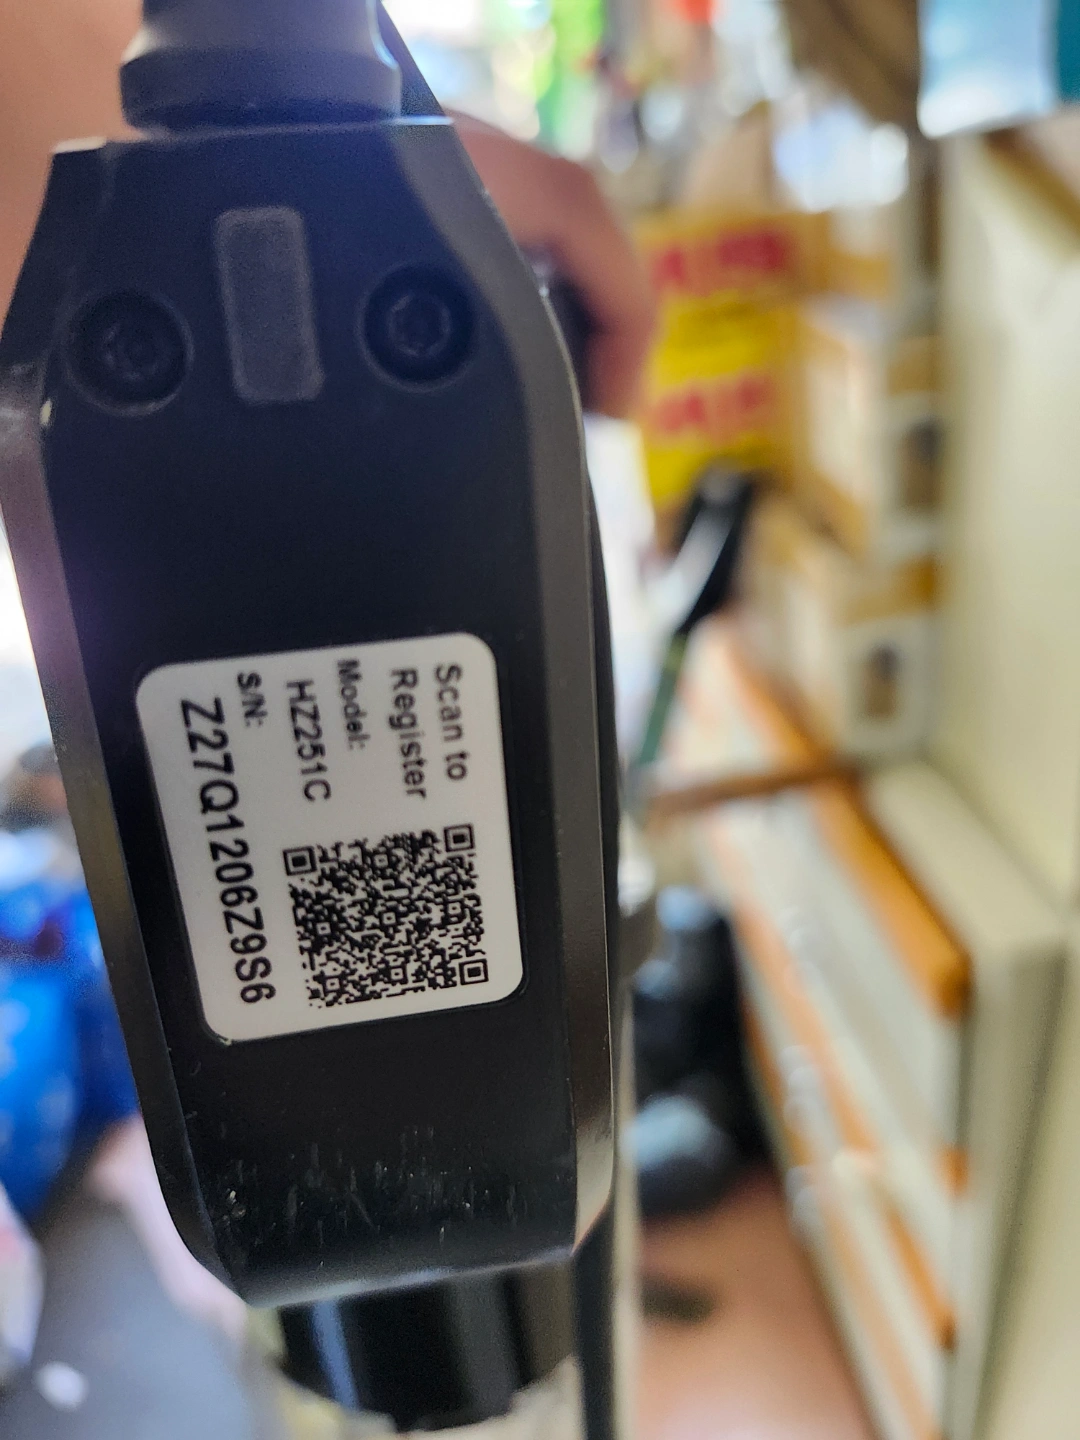 Scan to
Register
Model:
HZ251C
S/N:
Z27Q1206Z9S6